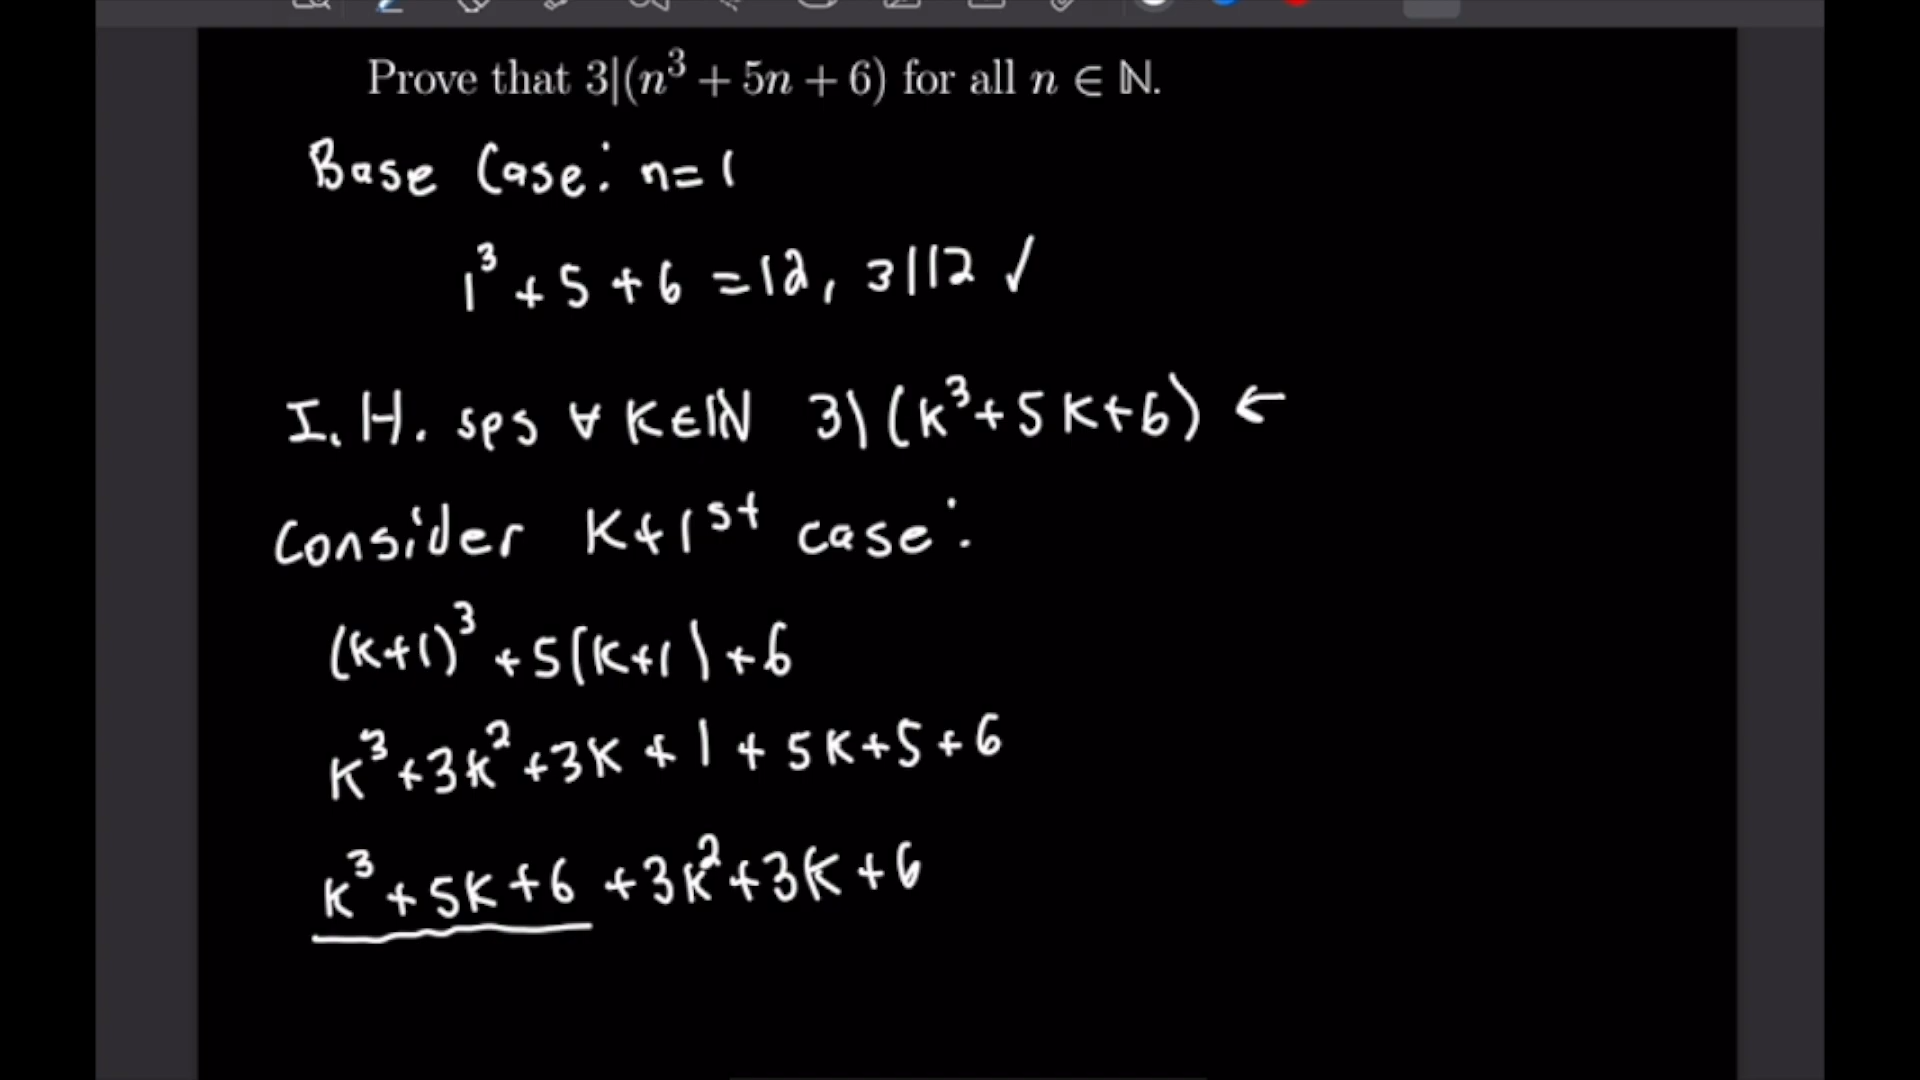 Prove that 3|(n³ + 5n + 6) for all n ∈ ℕ.
Base Case: n=1
1³ + 5 + 6 = 12, 3|12 ✓
I.H. sps ∀ K∈ℕ 3|(K³+5K+6) ←
Consider K+1ˢᵗ case:
(K+1)³ + 5(K+1) + 6
K³+3K²+3K + 1 + 5K+5+6
K³+5K+6 +3K²+3K+6